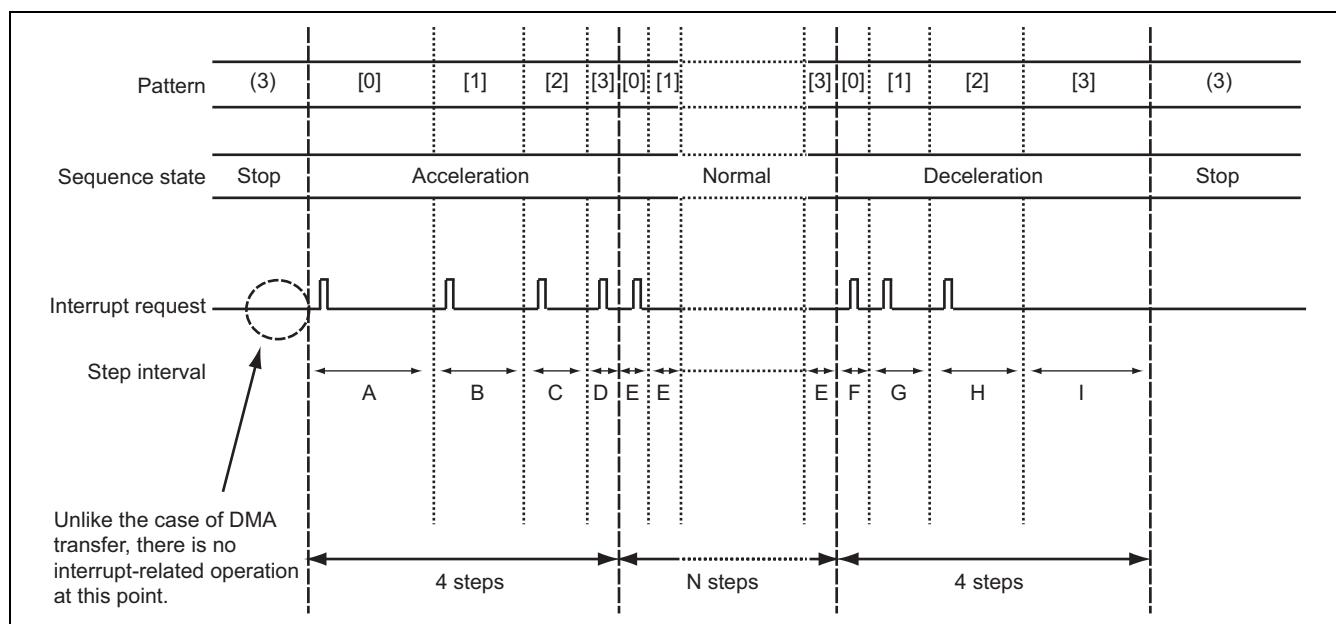 Pattern (3) [0] [1] [2] [3] [0] [1] [3] [0] [1] [2] [3] (3)
Sequence state Stop Acceleration Normal Deceleration Stop
Interrupt request
Step interval
A B C D E E E F G H I
Unlike the case of DMA
transfer, there is no
interrupt-related operation
at this point.
4 steps N steps 4 steps